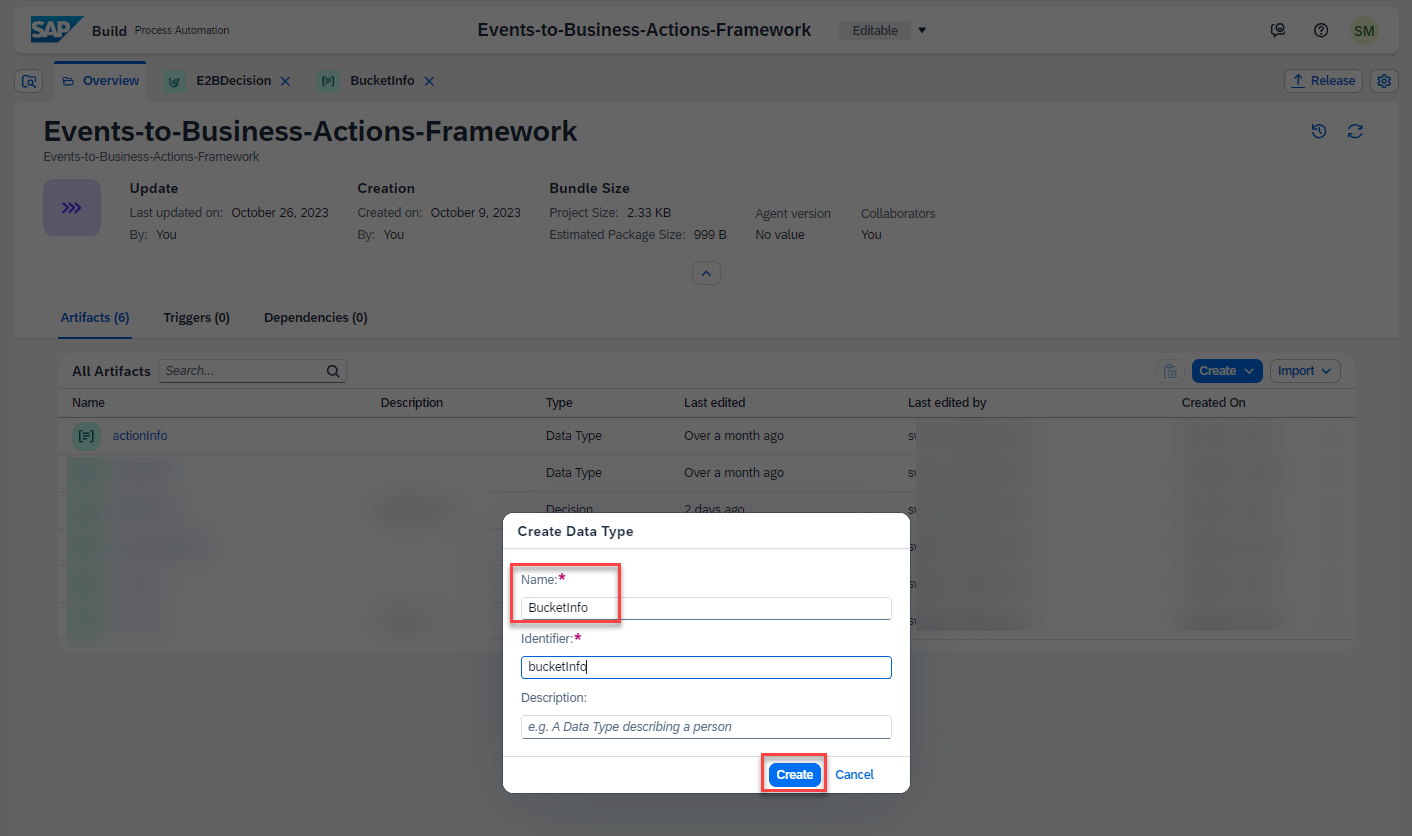 SAP Build Process Automation Events-to-Business-Actions-Framework Editable SM
Overview E2BDecision BucketInfo Release
Events-to-Business-Actions-Framework
Events-to-Business-Actions-Framework
Update Creation Bundle Size
Last updated on: October 26, 2023 Created on: October 9, 2023 Project Size: 2.33 KB Agent version Collaborators
By: You By: You Estimated Package Size: 999 B No value You
Artifacts (6) Triggers (0) Dependencies (0)
All Artifacts Search... Create Import
Name Description Type Last edited Last edited by Created On
actionInfo Data Type Over a month ago
Data Type Over a month ago
Decision 2 days ago
Create Data Type
Name:*
BucketInfo
Identifier:*
bucketInfo
Description:
e.g. A Data Type describing a person
Create Cancel